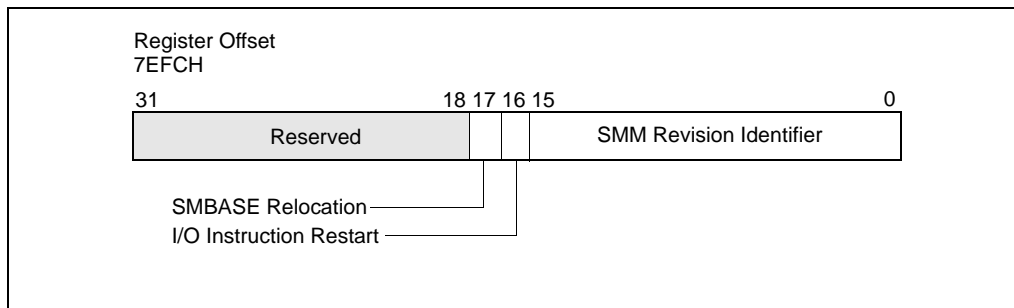 Register Offset
7EFCH
31 18 17 16 15 0
Reserved SMM Revision Identifier
SMBASE Relocation
I/O Instruction Restart